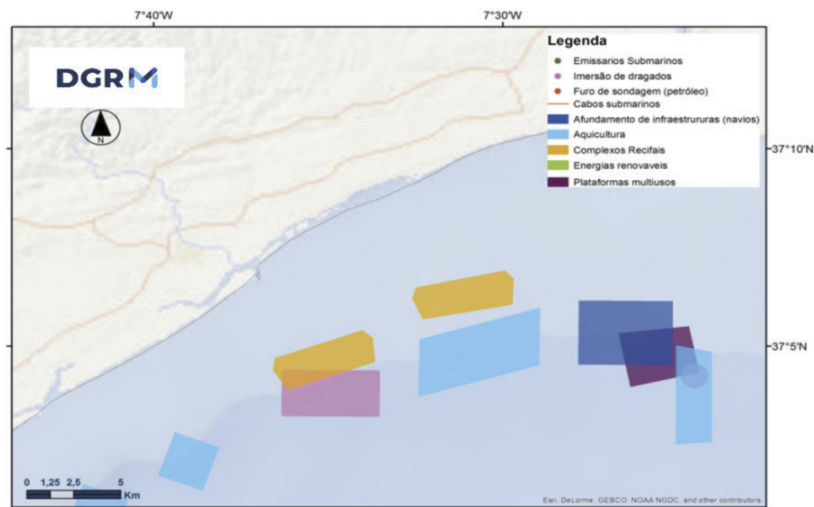 7°40'W
7°30'W
DGRM
N
Legenda
Emissarios Submarinos
Imersão de dragados
Furo de sondagem (petróleo)
Cabos submarinos
Afundamento de infraestruturas (navios)
Aquicultura
Complexos Recifais
Energias renovaveis
Plataformas multiusos
37°10'N
37°5'N
0 1,25 2,5 5
Km
Esri, DeLorme, GEBCO, NOAA NGDC, and other contributors